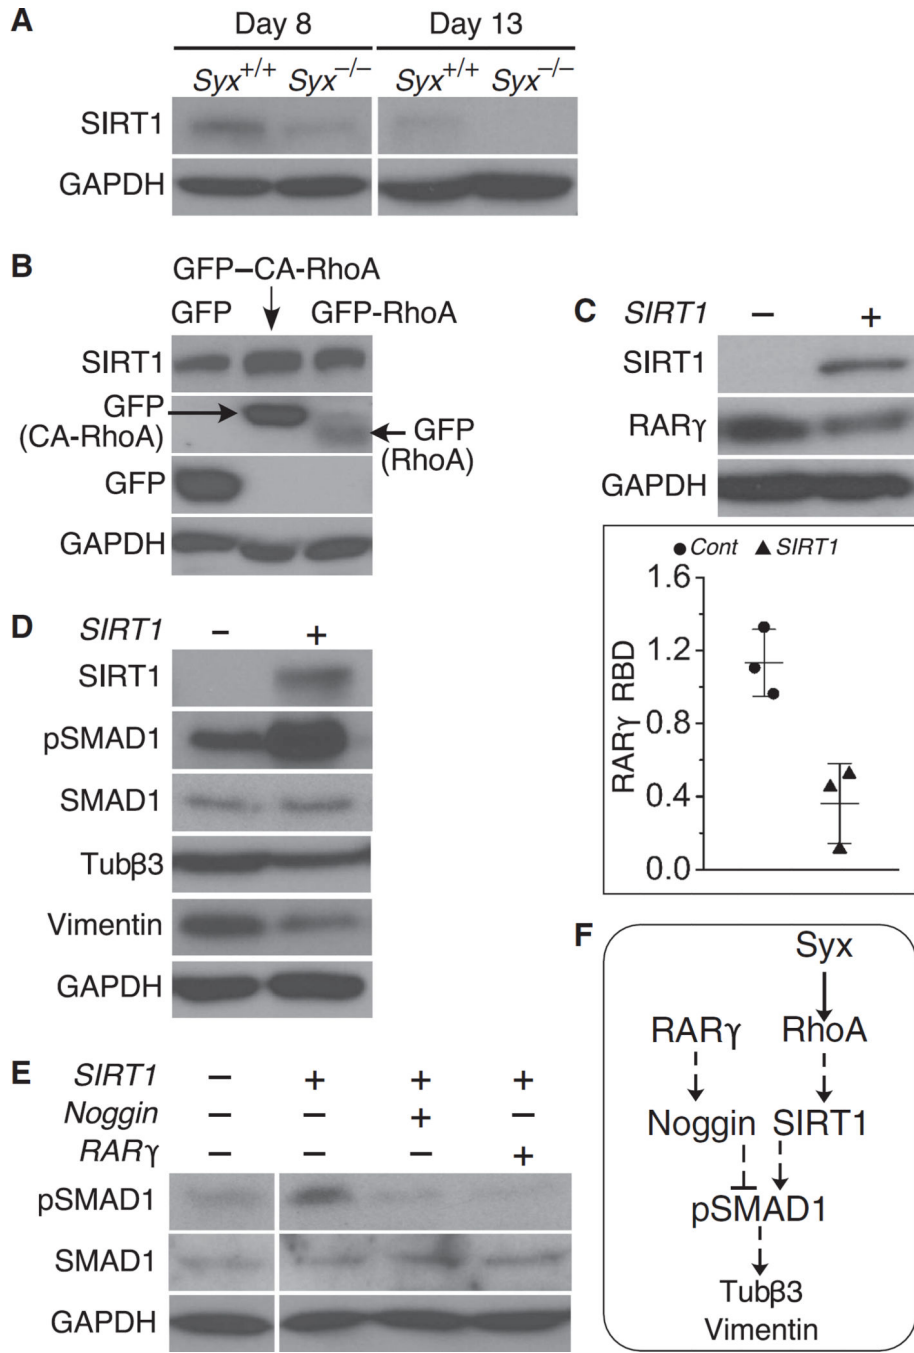 A
Day 8 Day 13
Syx+/+ Syx−/− Syx+/+ Syx−/−
SIRT1
GAPDH
B
GFP–CA-RhoA
GFP GFP-RhoA
SIRT1
GFP
(CA-RhoA)
GFP
(RhoA)
GFP
GAPDH
C SIRT1 − +
SIRT1
RARγ
GAPDH
Cont SIRT1
1.6
1.2
0.8
0.4
0.0
RARγ RBD
D SIRT1 − +
SIRT1
pSMAD1
SMAD1
Tubβ3
Vimentin
GAPDH
E SIRT1 − + + +
Noggin − − + −
RARγ − − − +
pSMAD1
SMAD1
GAPDH
F
Syx
RARγ RhoA
Noggin SIRT1
pSMAD1
Tubβ3
Vimentin